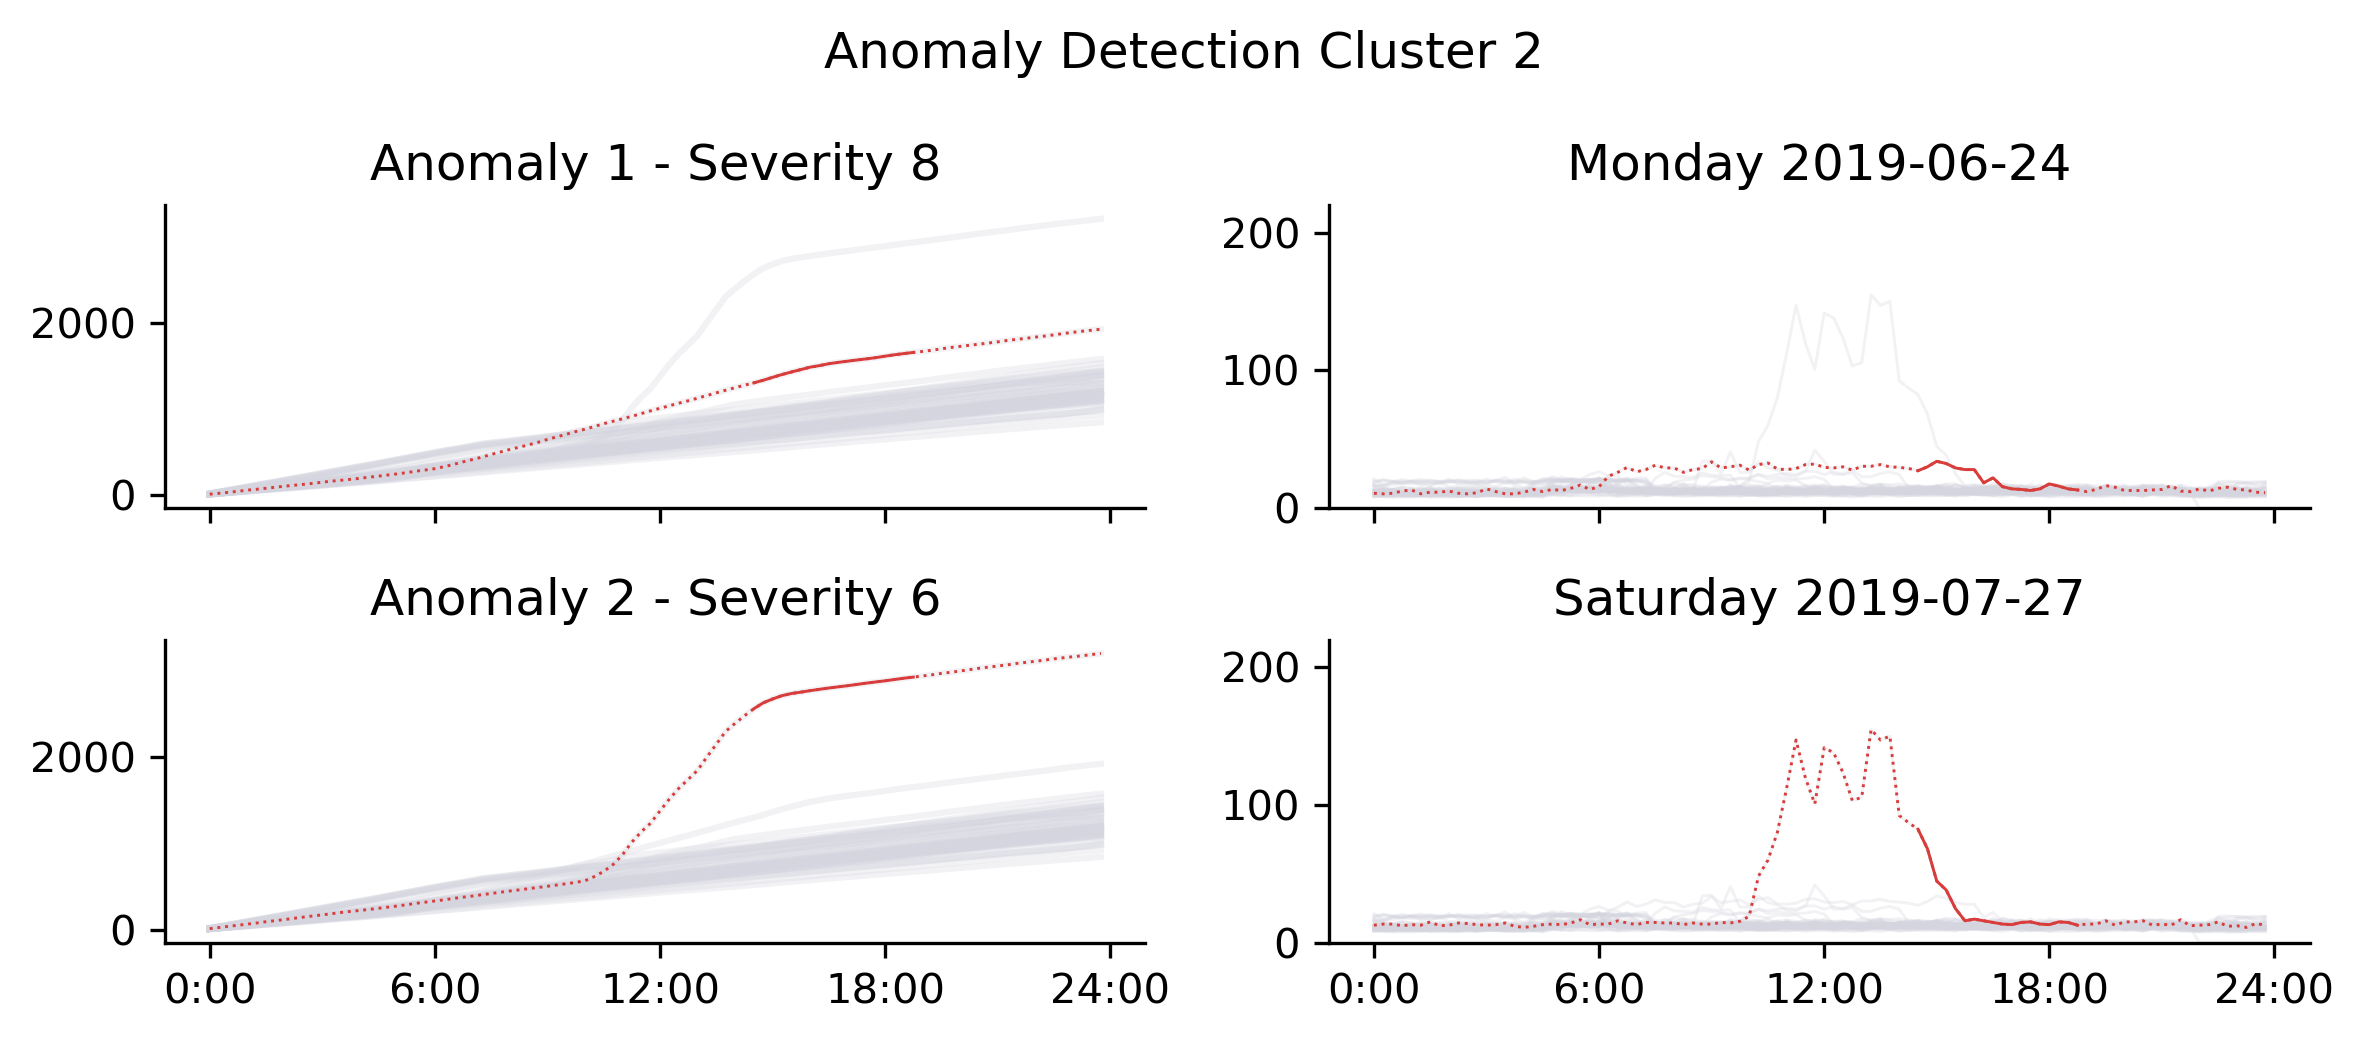 Anomaly Detection Cluster 2
Anomaly 1 - Severity 8
2000
0
Monday 2019-06-24
200
100
0
Anomaly 2 - Severity 6
2000
0
0:00 6:00 12:00 18:00 24:00
Saturday 2019-07-27
200
100
0
0:00 6:00 12:00 18:00 24:00